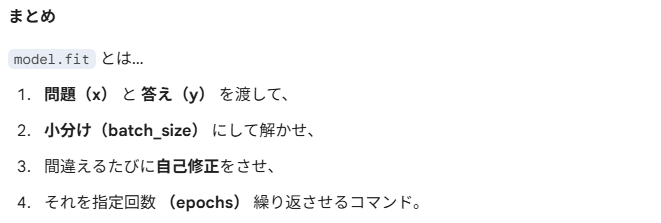 まとめ
model.fit とは...
1. 問題（x） と 答え（y） を渡して、
2. 小分け（batch_size） にして解かせ、
3. 間違えるたびに自己修正をさせ、
4. それを指定回数 （epochs） 繰り返させるコマンド。